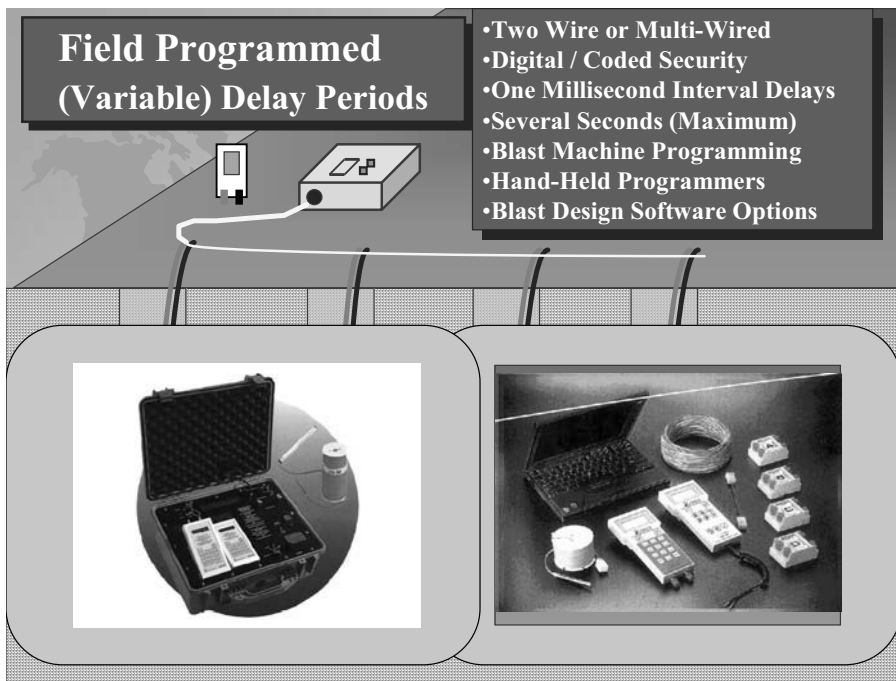 Field Programmed
(Variable) Delay Periods
•Two Wire or Multi-Wired
•Digital / Coded Security
•One Millisecond Interval Delays
•Several Seconds (Maximum)
•Blast Machine Programming
•Hand-Held Programmers
•Blast Design Software Options